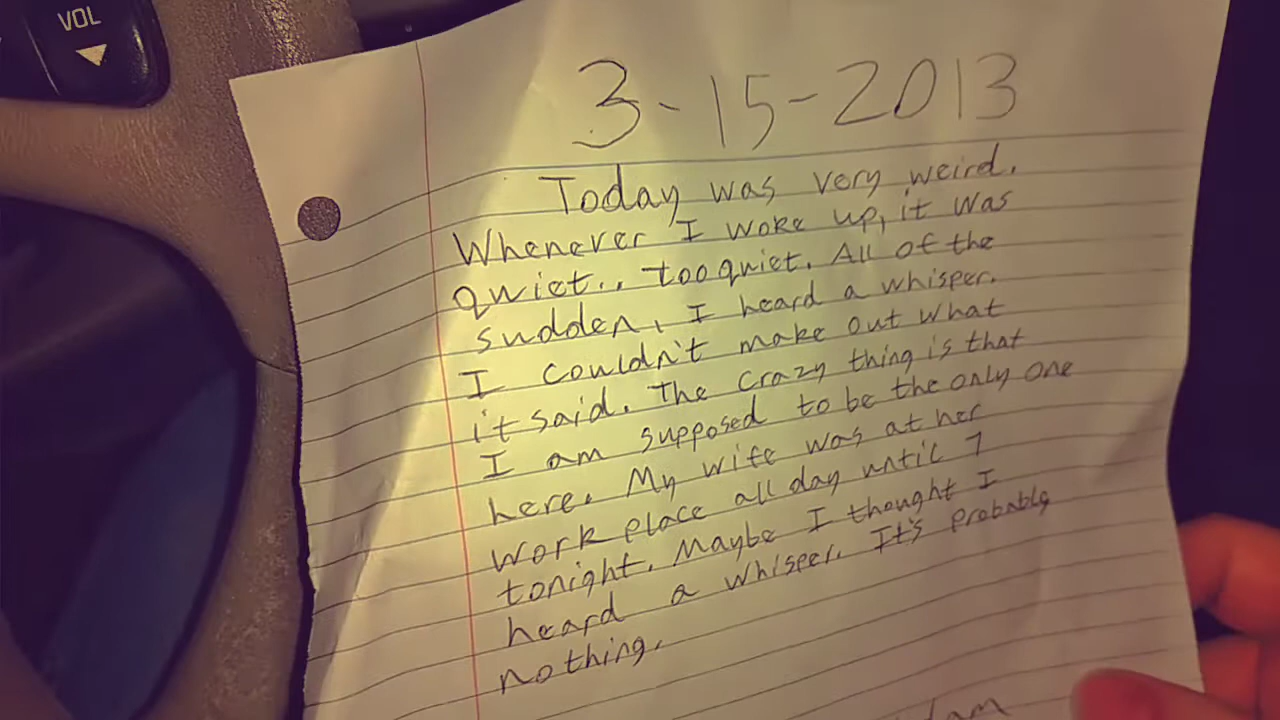 VOL
3-15-2013
Today was very weird.
Whenever I woke up, it was
quiet.. too quiet. All of the
sudden, I heard a whisper.
I couldn't make out what
it said. The crazy thing is that
I am supposed to be the only one
here. My wife was at her
work place all day until 7
tonight. Maybe I thought I
heard a whisper. It's probably
nothing.